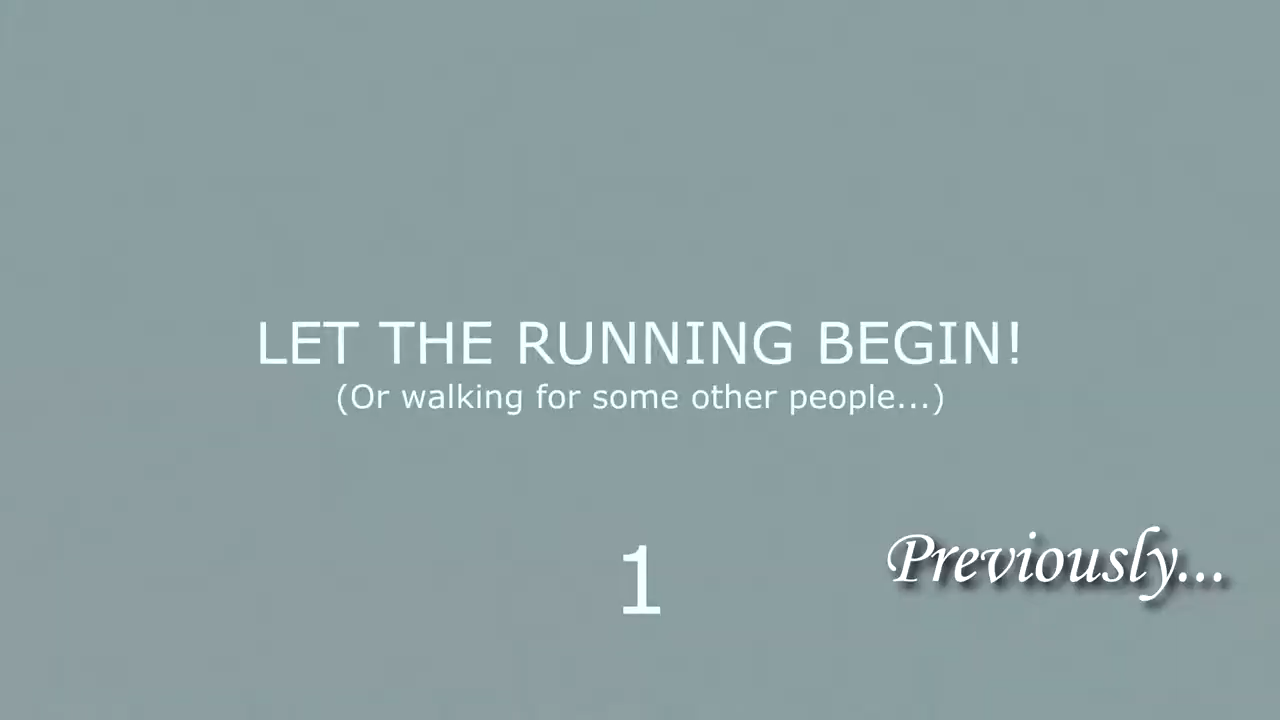 LET THE RUNNING BEGIN!
(Or walking for some other people...)
1
Previously...